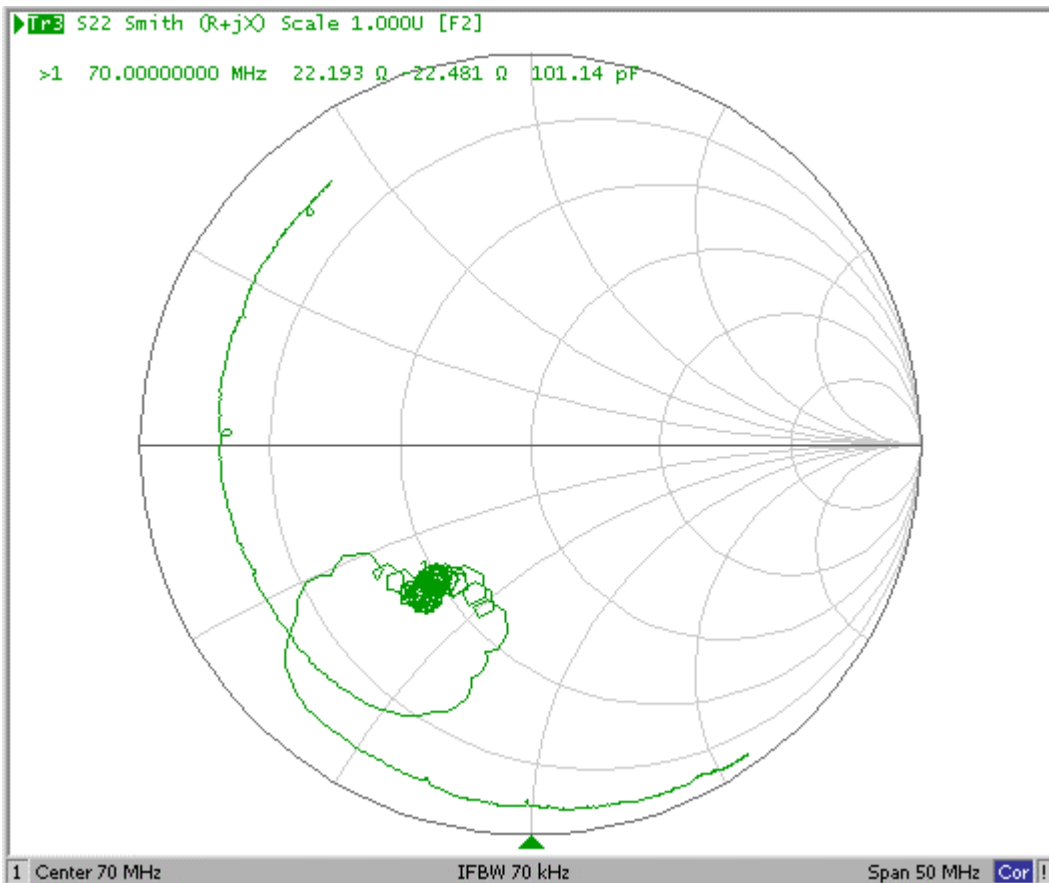 Tr3 S22 Smith (R+jX) Scale 1.000U [F2]
>1 70.00000000 MHz 22.193 Ω -22.481 Ω 101.14 pF
1 Center 70 MHz IFBW 70 kHz Span 50 MHz Cor !